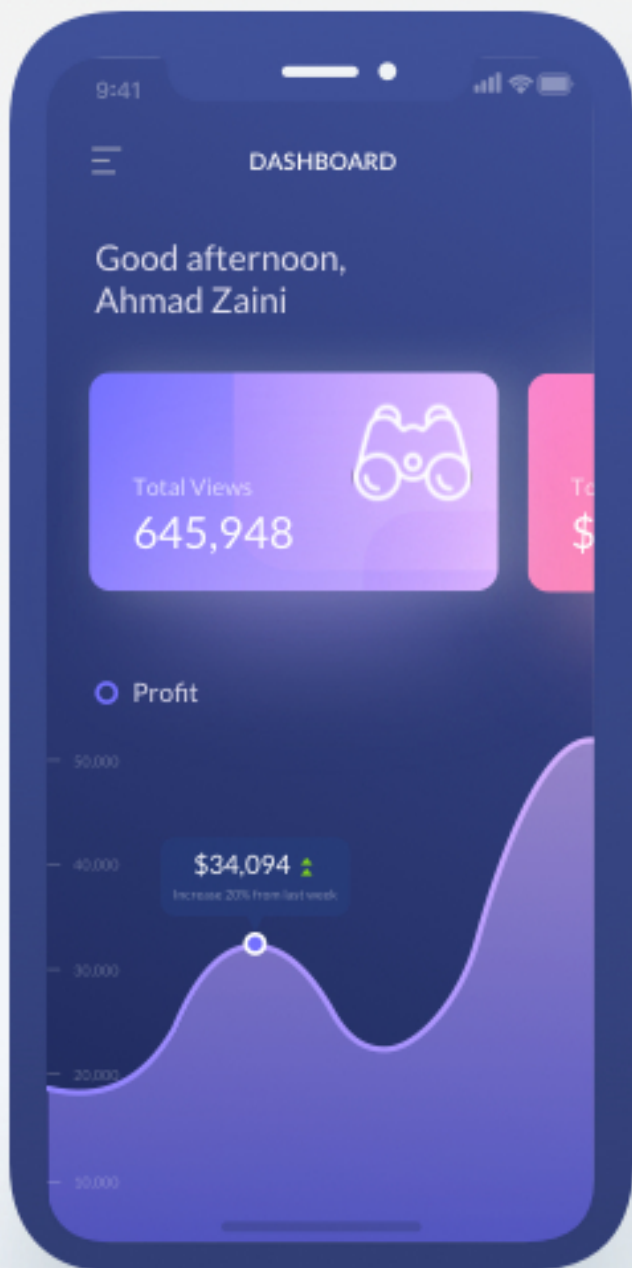 9:41
DASHBOARD
Good afternoon,
Ahmad Zaini
Total Views
645,948
$
Profit
50,000
40,000
$34,094
Increase 20% from last week
30,000
20,000
10,000